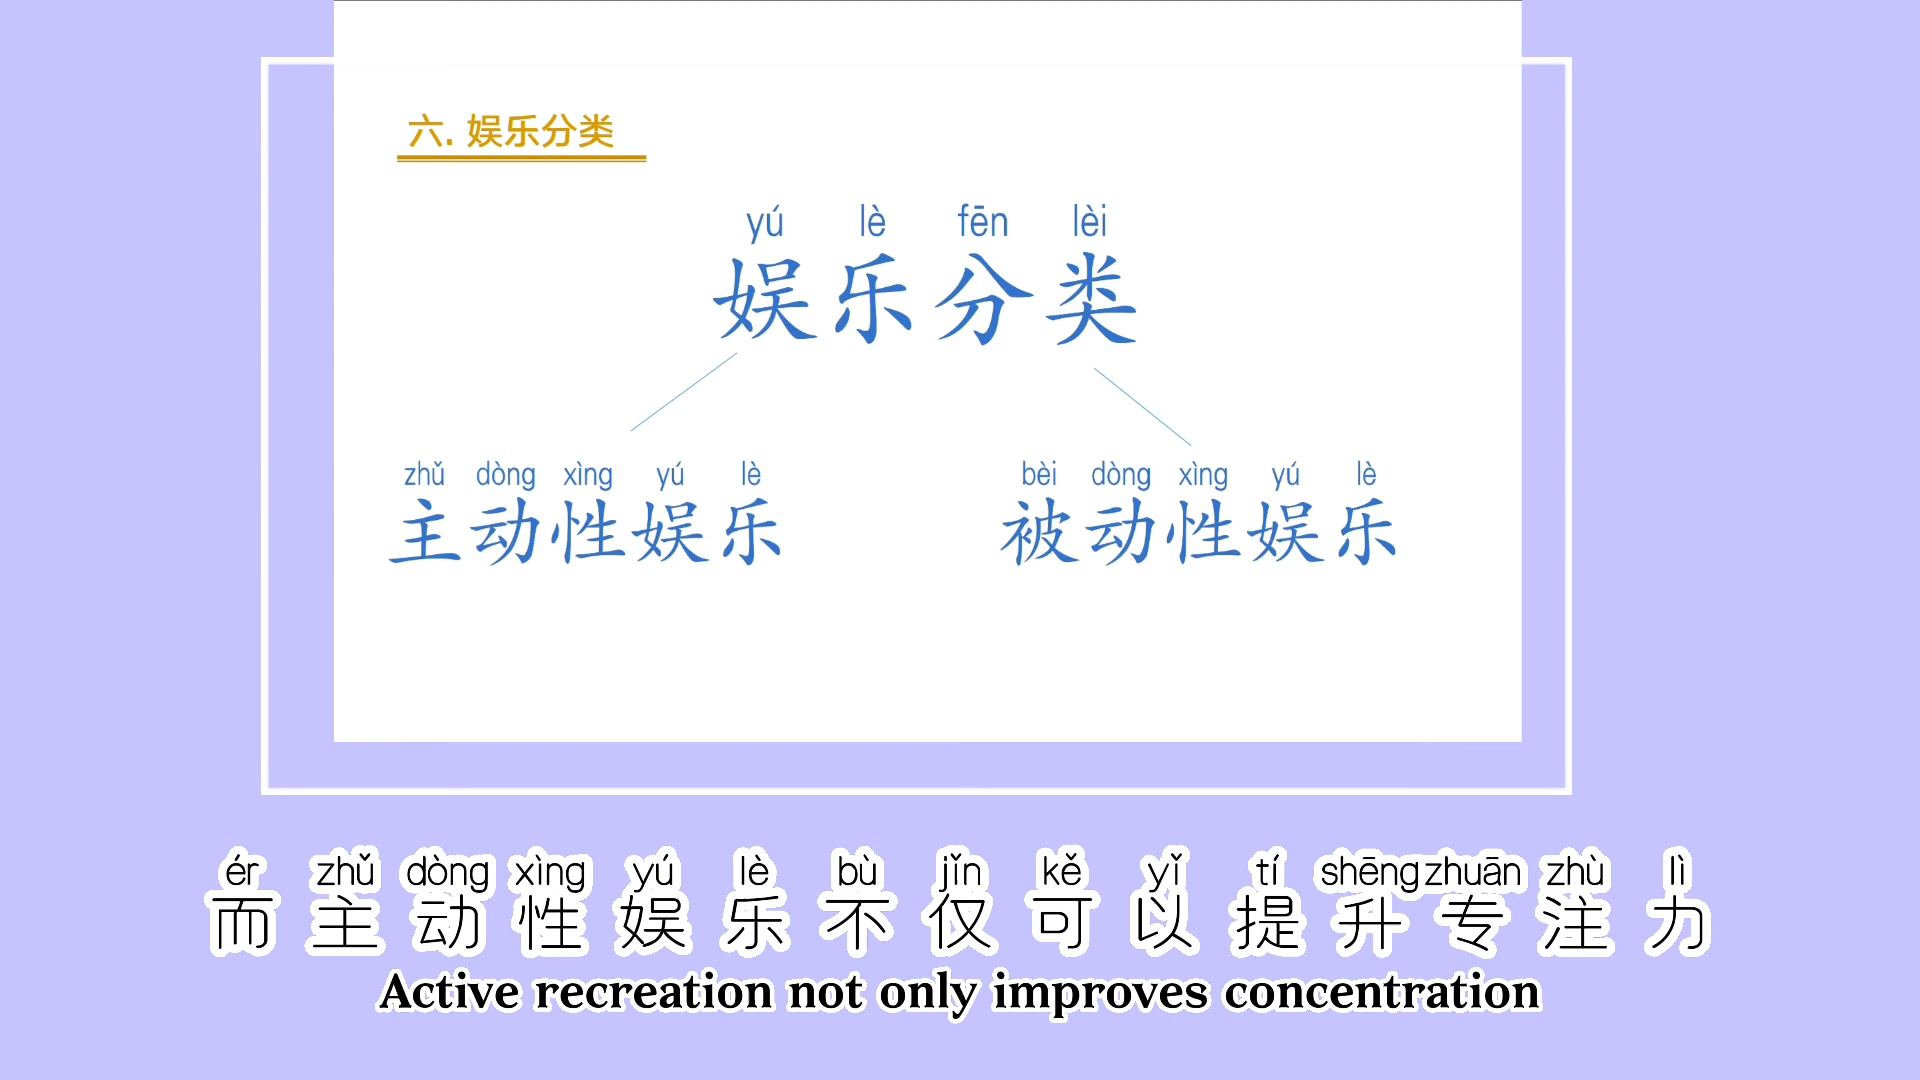 六. 娱乐分类
yú lè fēn lèi
娱乐分类
zhǔ dòng xìng yú lè
主动性娱乐
bèi dòng xìng yú lè
被动性娱乐
ér zhǔ dòng xìng yú lè bù jǐn kě yǐ tí shēng zhuān zhù lì
而主动性娱乐不仅可以提升专注力
Active recreation not only improves concentration